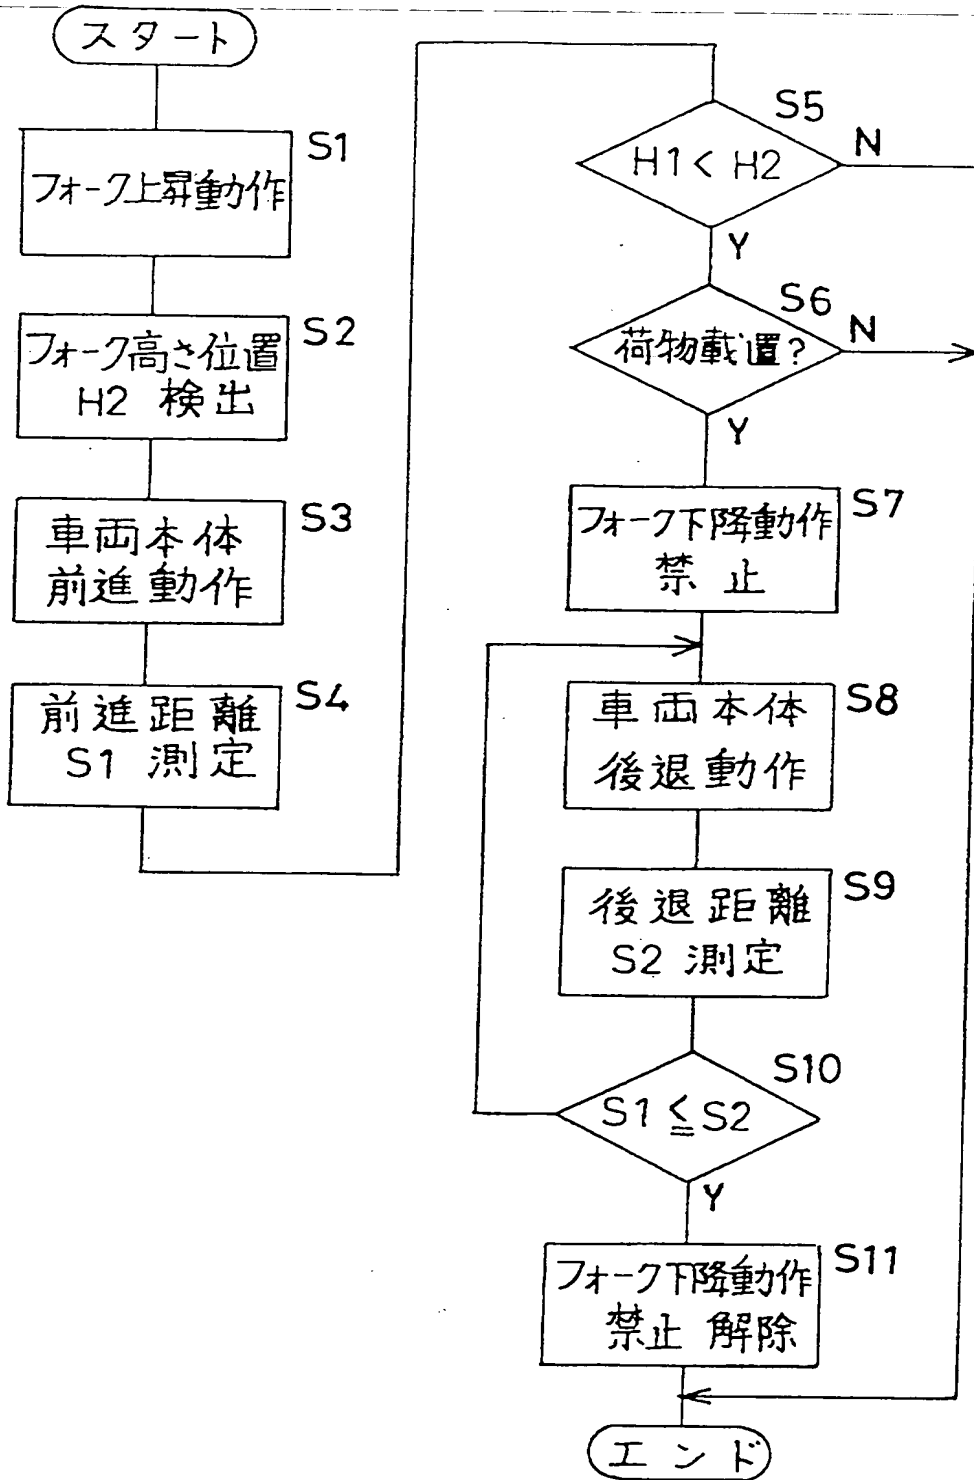 スタート
S1
フォーク上昇動作
S2
フォーク高さ位置
H2 検出
S3
車両本体
前進動作
S4
前進距離
S1 測定
S5
H1 < H2
N
Y
S6
荷物載置?
N
Y
S7
フォーク下降動作
禁止
S8
車両本体
後退動作
S9
後退距離
S2 測定
S10
S1 ≦ S2
Y
S11
フォーク下降動作
禁止 解除
エンド